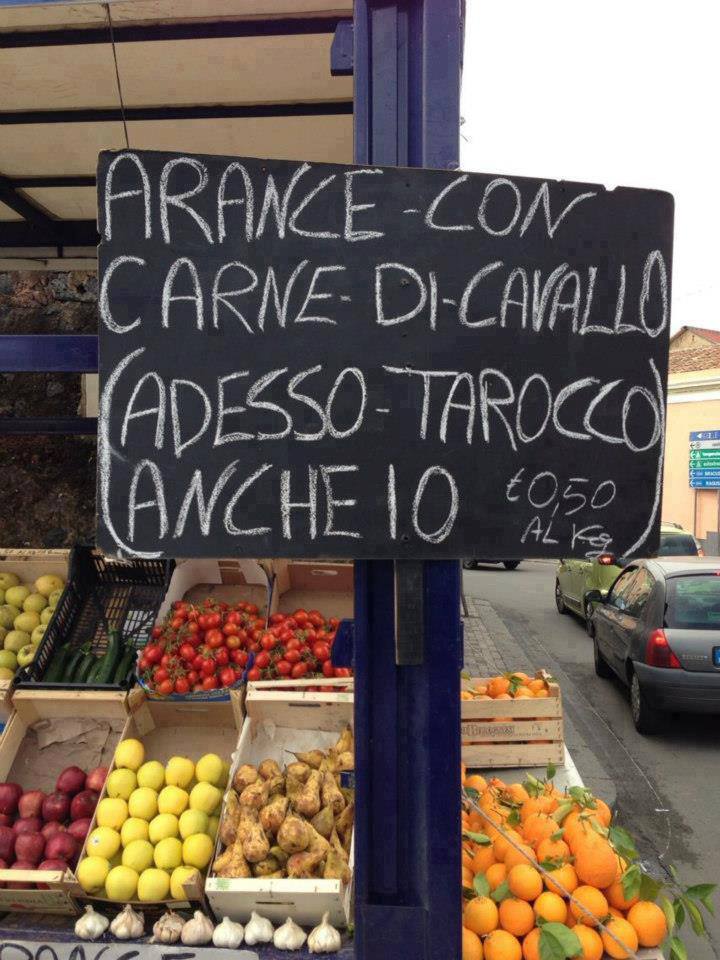 ARANCE-CON
CARNE-DI-CAVALLO
(ADESSO-TAROCCO)
(ANCHE IO
€0,50
AL Kg)